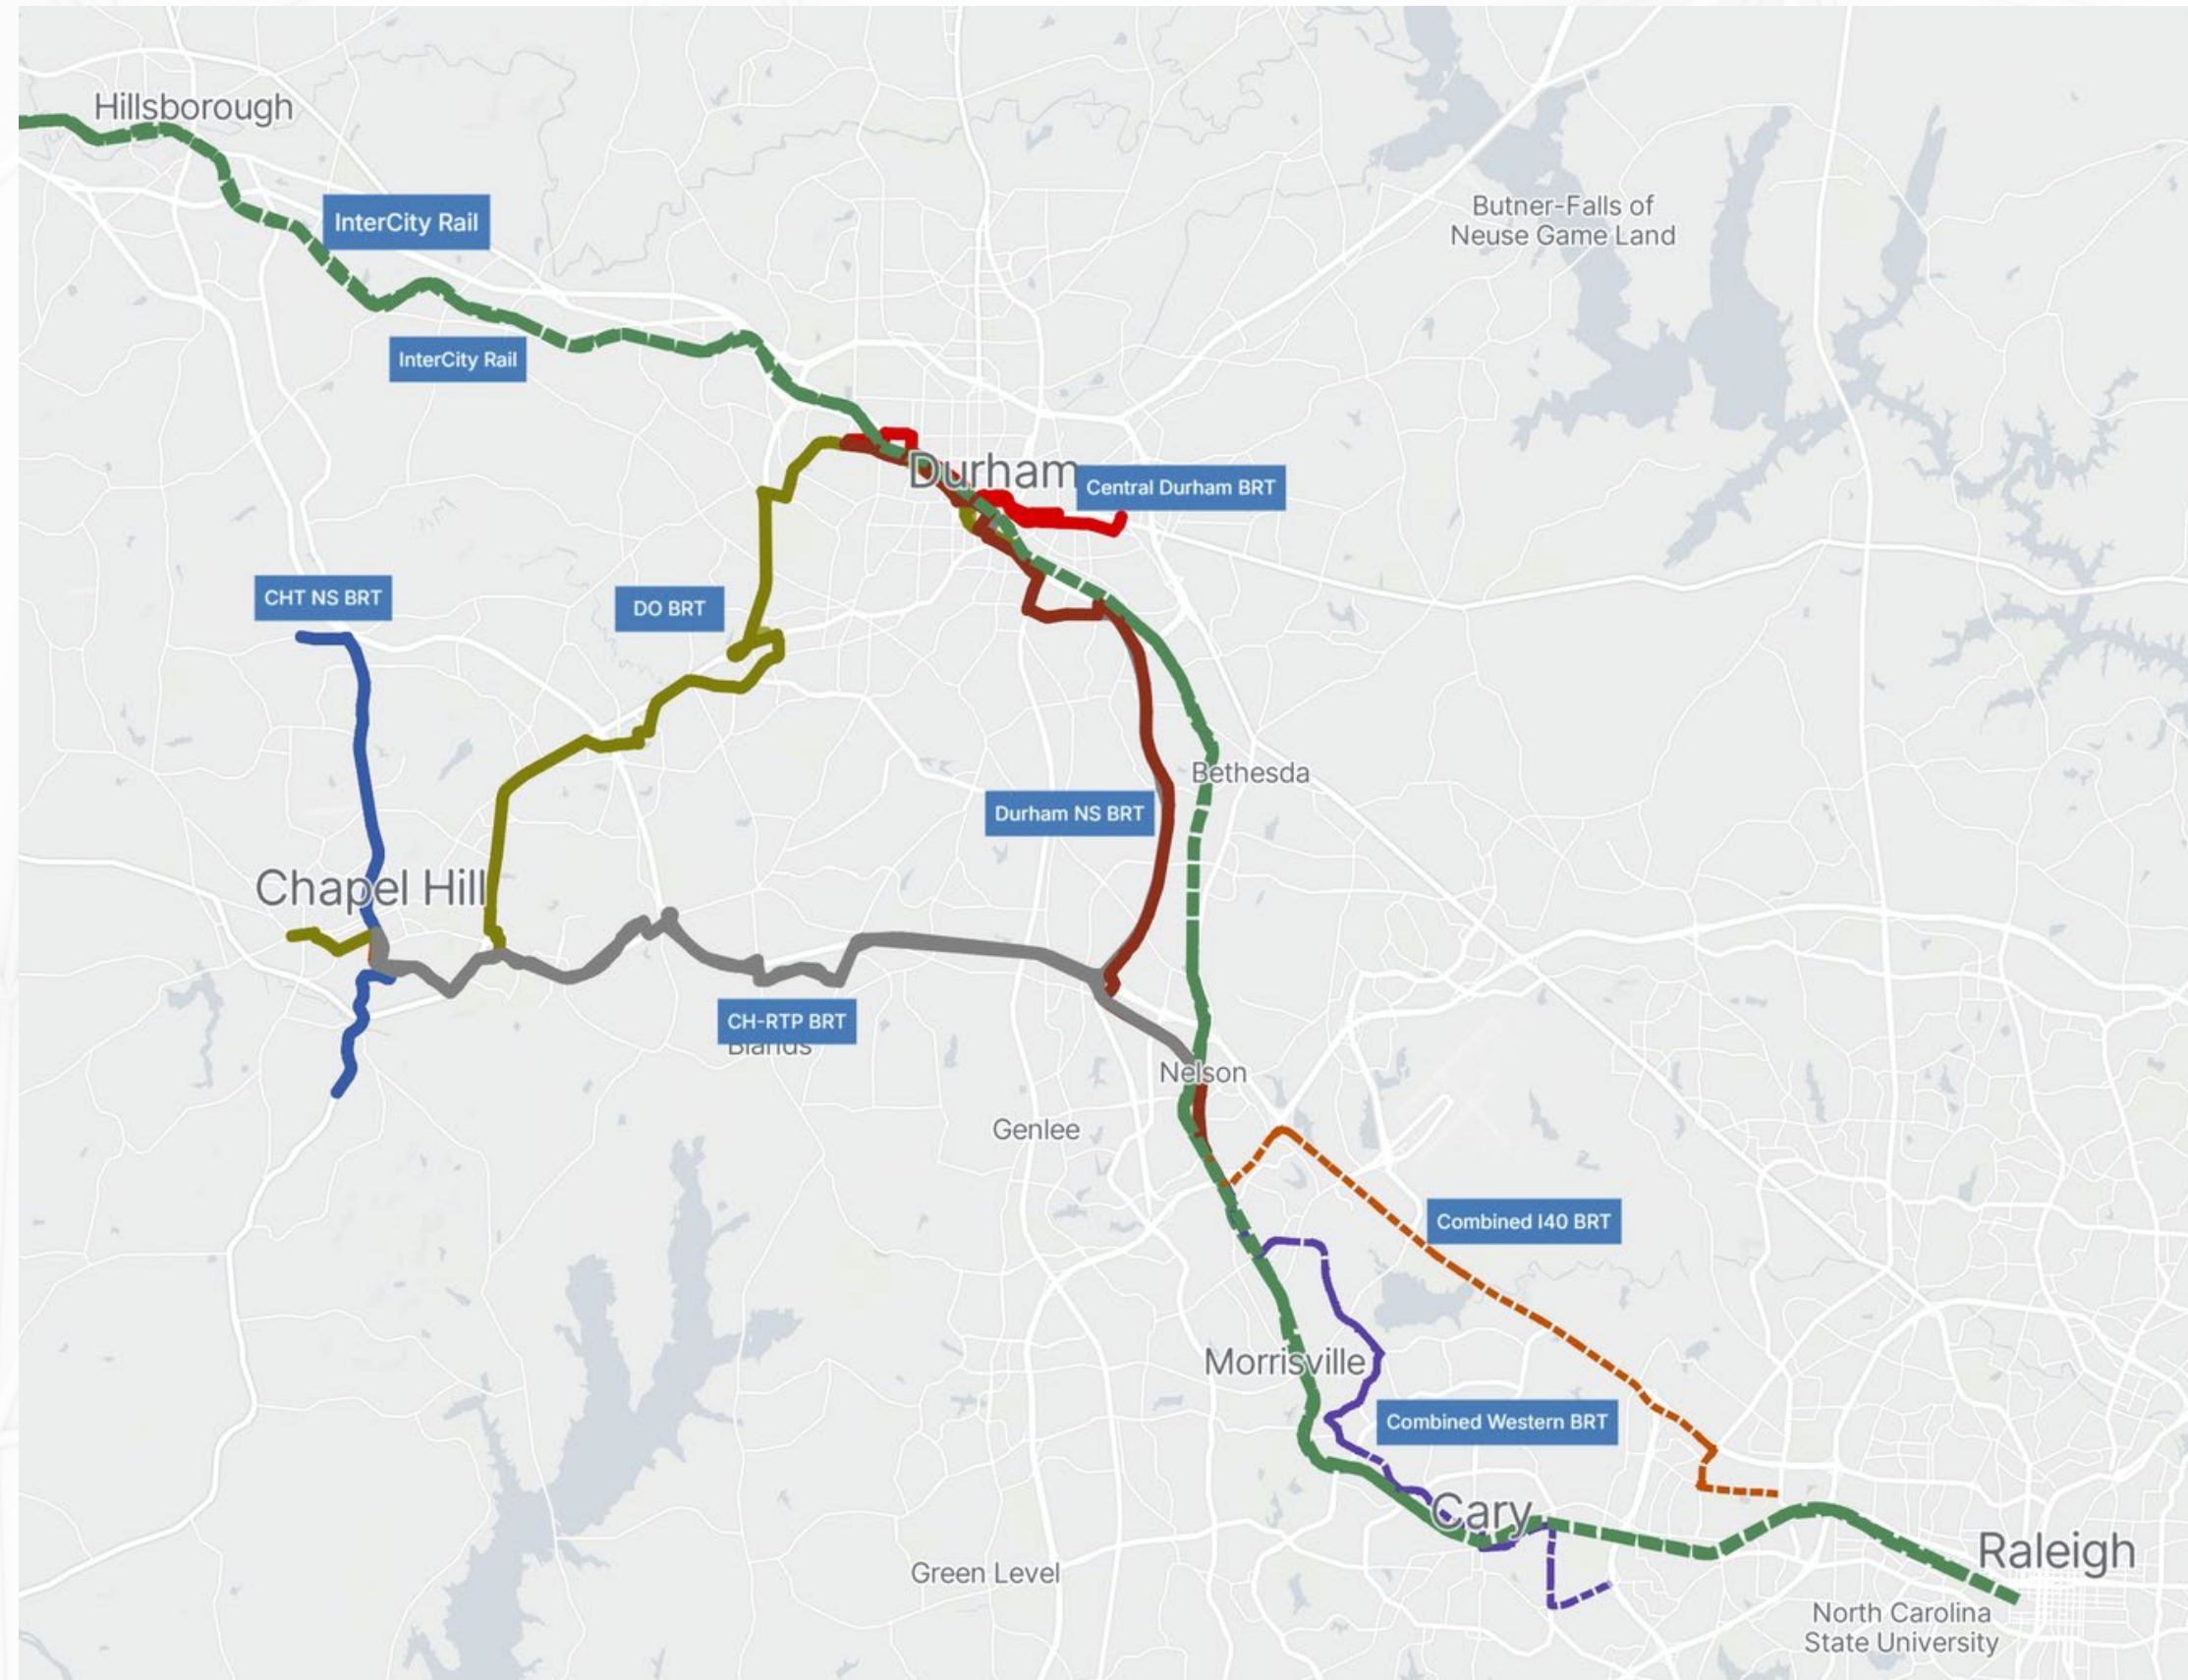 Hillsborough
InterCity Rail
Butner-Falls of
Neuse Game Land
InterCity Rail
Durham
Central Durham BRT
CHT NS BRT
DO BRT
Bethesda
Durham NS BRT
Chapel Hill
CH-RTP BRT
Blands
Nelson
Genlee
Combined I40 BRT
Morrisville
Combined Western BRT
Cary
Raleigh
Green Level
North Carolina
State University